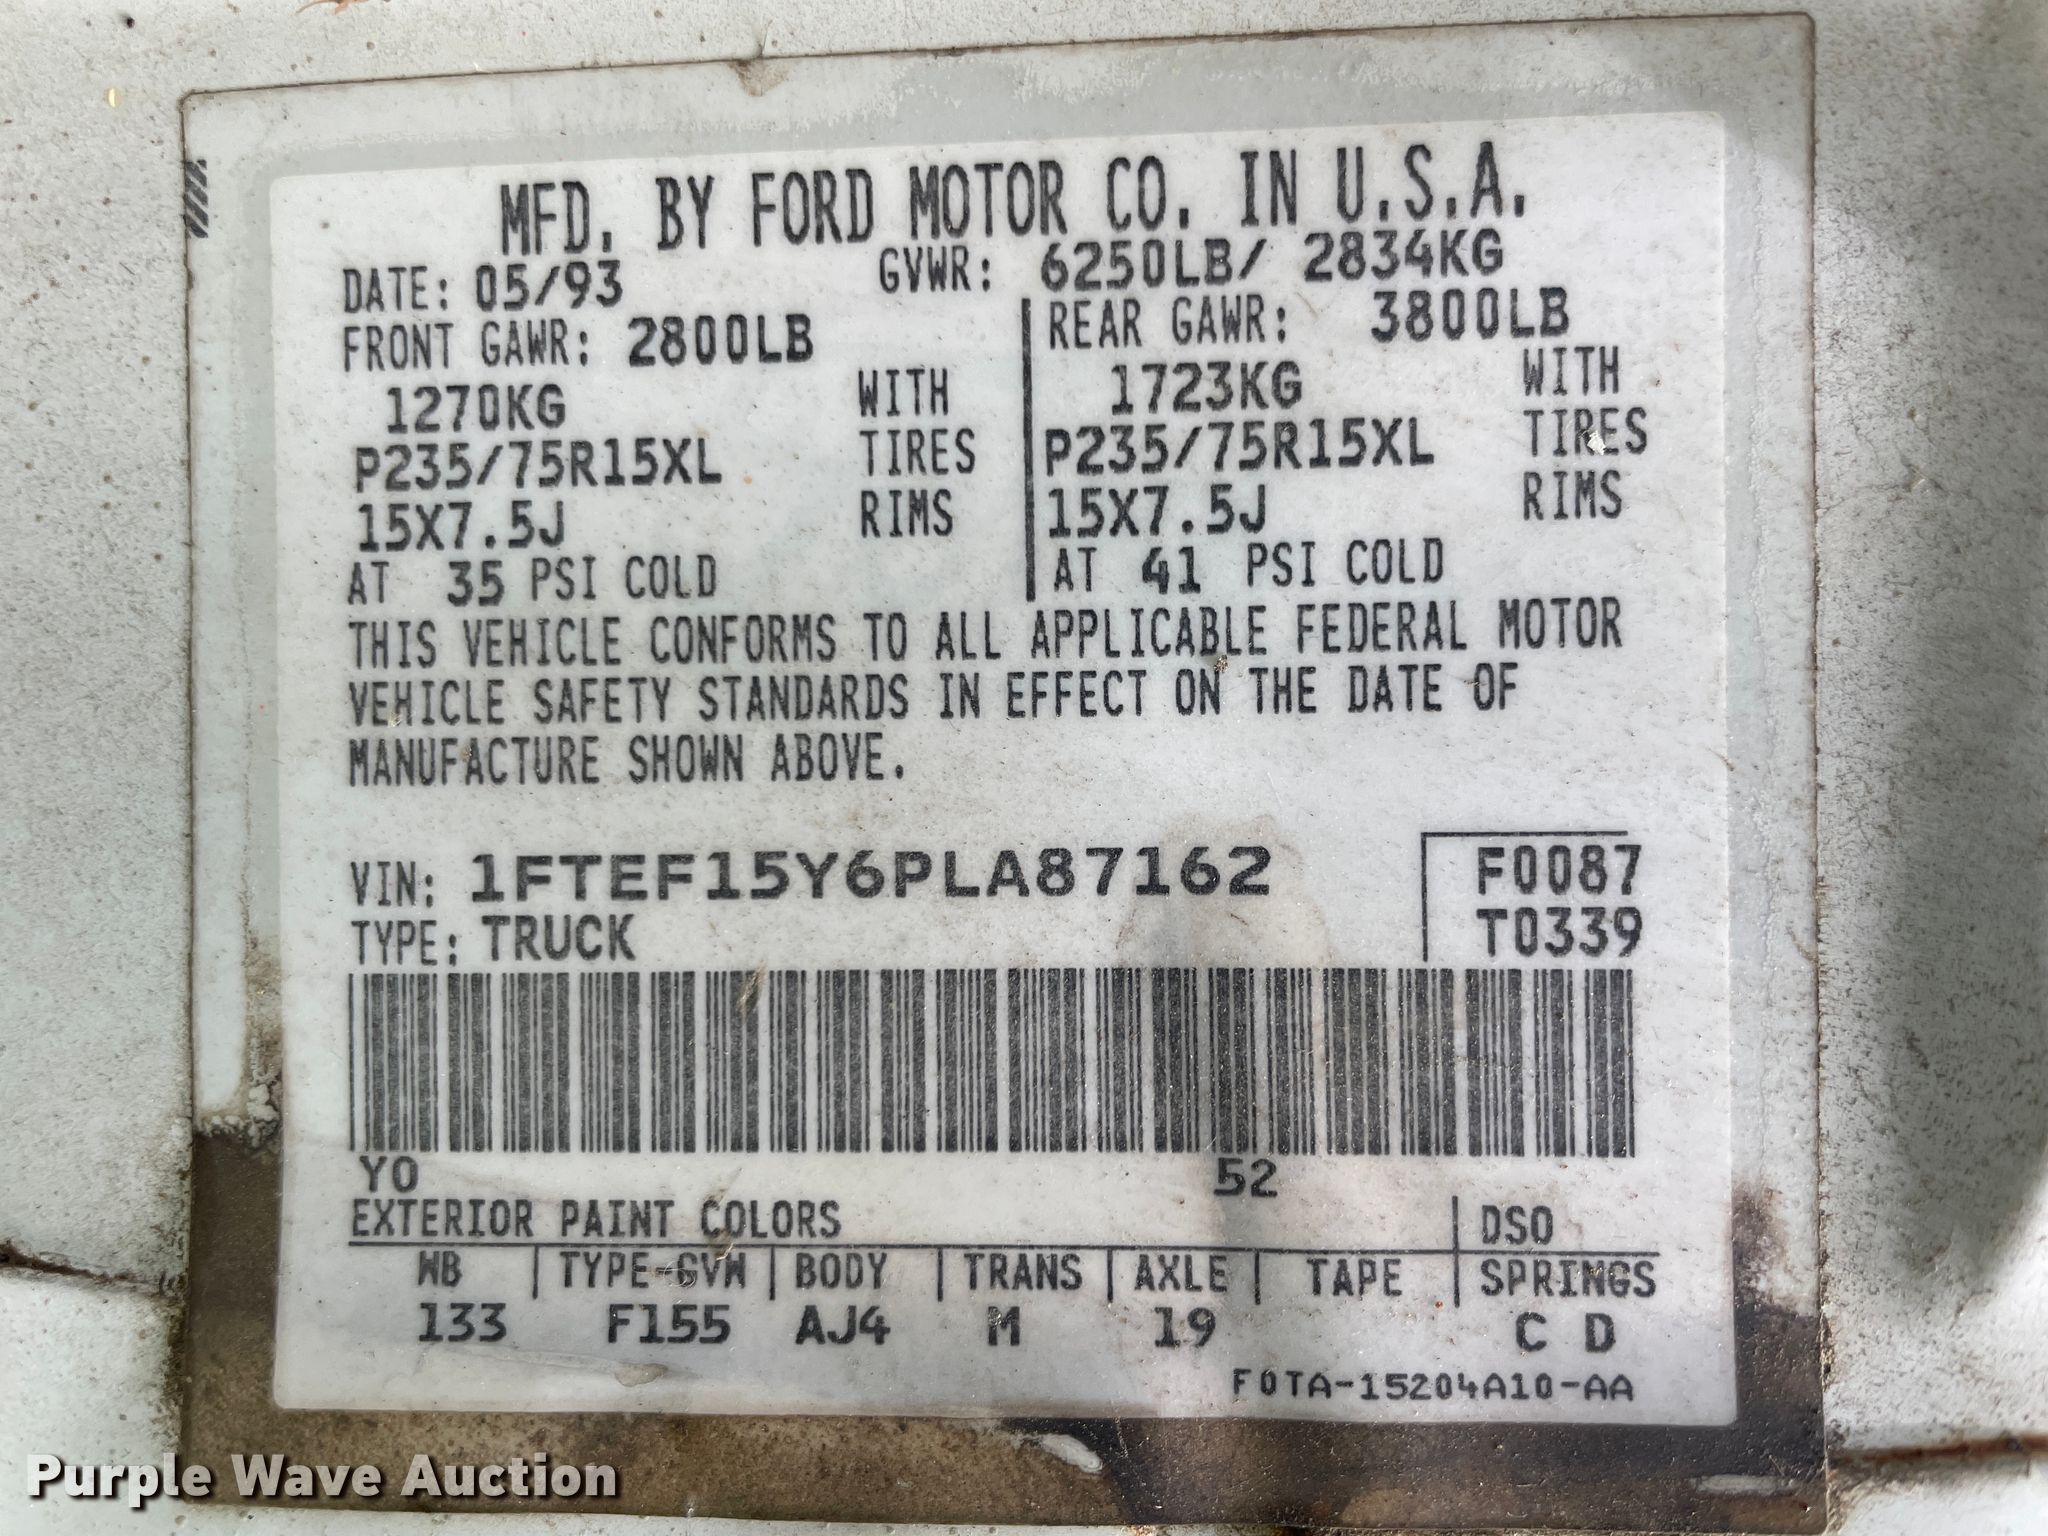 MFD. BY FORD MOTOR CO. IN U.S.A.
DATE: 05/93 GVWR: 6250LB/ 2834KG
FRONT GAWR: 2800LB REAR GAWR: 3800LB
1270KG WITH 1723KG WITH
P235/75R15XL TIRES P235/75R15XL TIRES
15X7.5J RIMS 15X7.5J RIMS
AT 35 PSI COLD AT 41 PSI COLD
THIS VEHICLE CONFORMS TO ALL APPLICABLE FEDERAL MOTOR
VEHICLE SAFETY STANDARDS IN EFFECT ON THE DATE OF
MANUFACTURE SHOWN ABOVE.
VIN: 1FTEF15Y6PLA87162 F0087
TYPE: TRUCK T0339
YO 52
EXTERIOR PAINT COLORS DSO
WB TYPE-GVW BODY TRANS AXLE TAPE SPRINGS
133 F155 AJ4 M 19 C D
F0TA-15204A10-AA
Purple Wave Auction